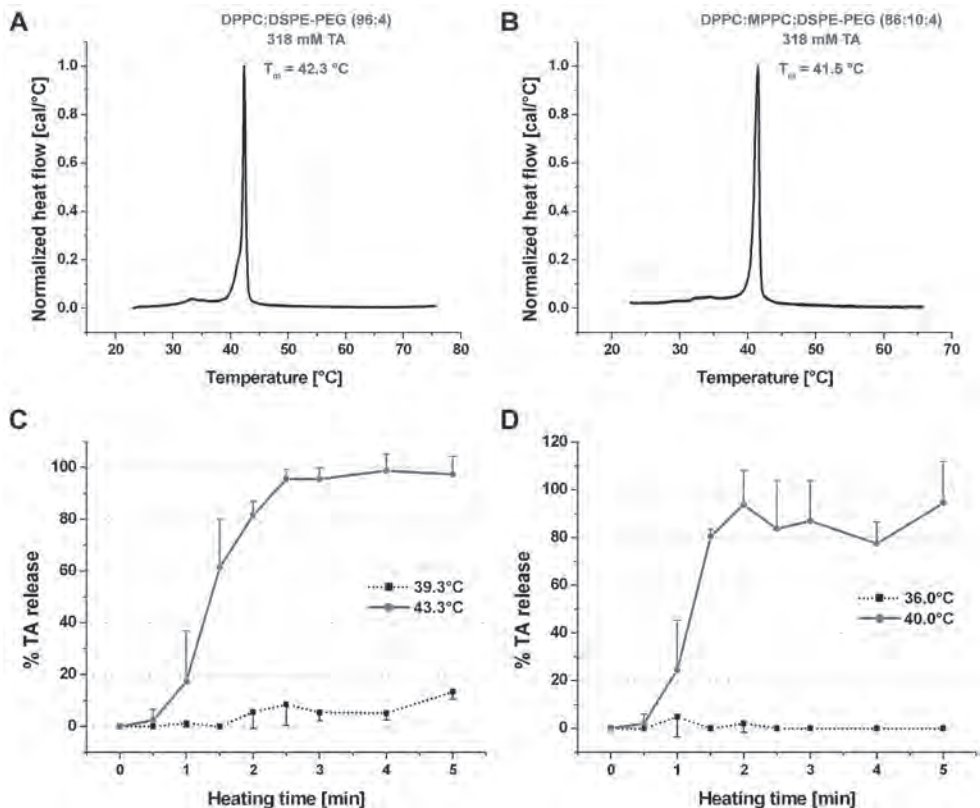 A
DPPC:DSPE-PEG (96:4)
318 mM TA
Tm = 42.3 °C
Normalized heat flow [cal/°C]
1.0
0.8
0.6
0.4
0.2
0.0
20 30 40 50 60 70 80
Temperature [°C]
B
DPPC:MPPC:DSPE-PEG (86:10:4)
318 mM TA
Tm = 41.5 °C
Normalized heat flow [cal/°C]
1.0
0.8
0.6
0.4
0.2
0.0
20 30 40 50 60 70
Temperature [°C]
C
% TA release
100
80
60
40
20
0
39.3°C
43.3°C
0 1 2 3 4 5
Heating time [min]
D
% TA release
120
100
80
60
40
20
0
36.0°C
40.0°C
0 1 2 3 4 5
Heating time [min]